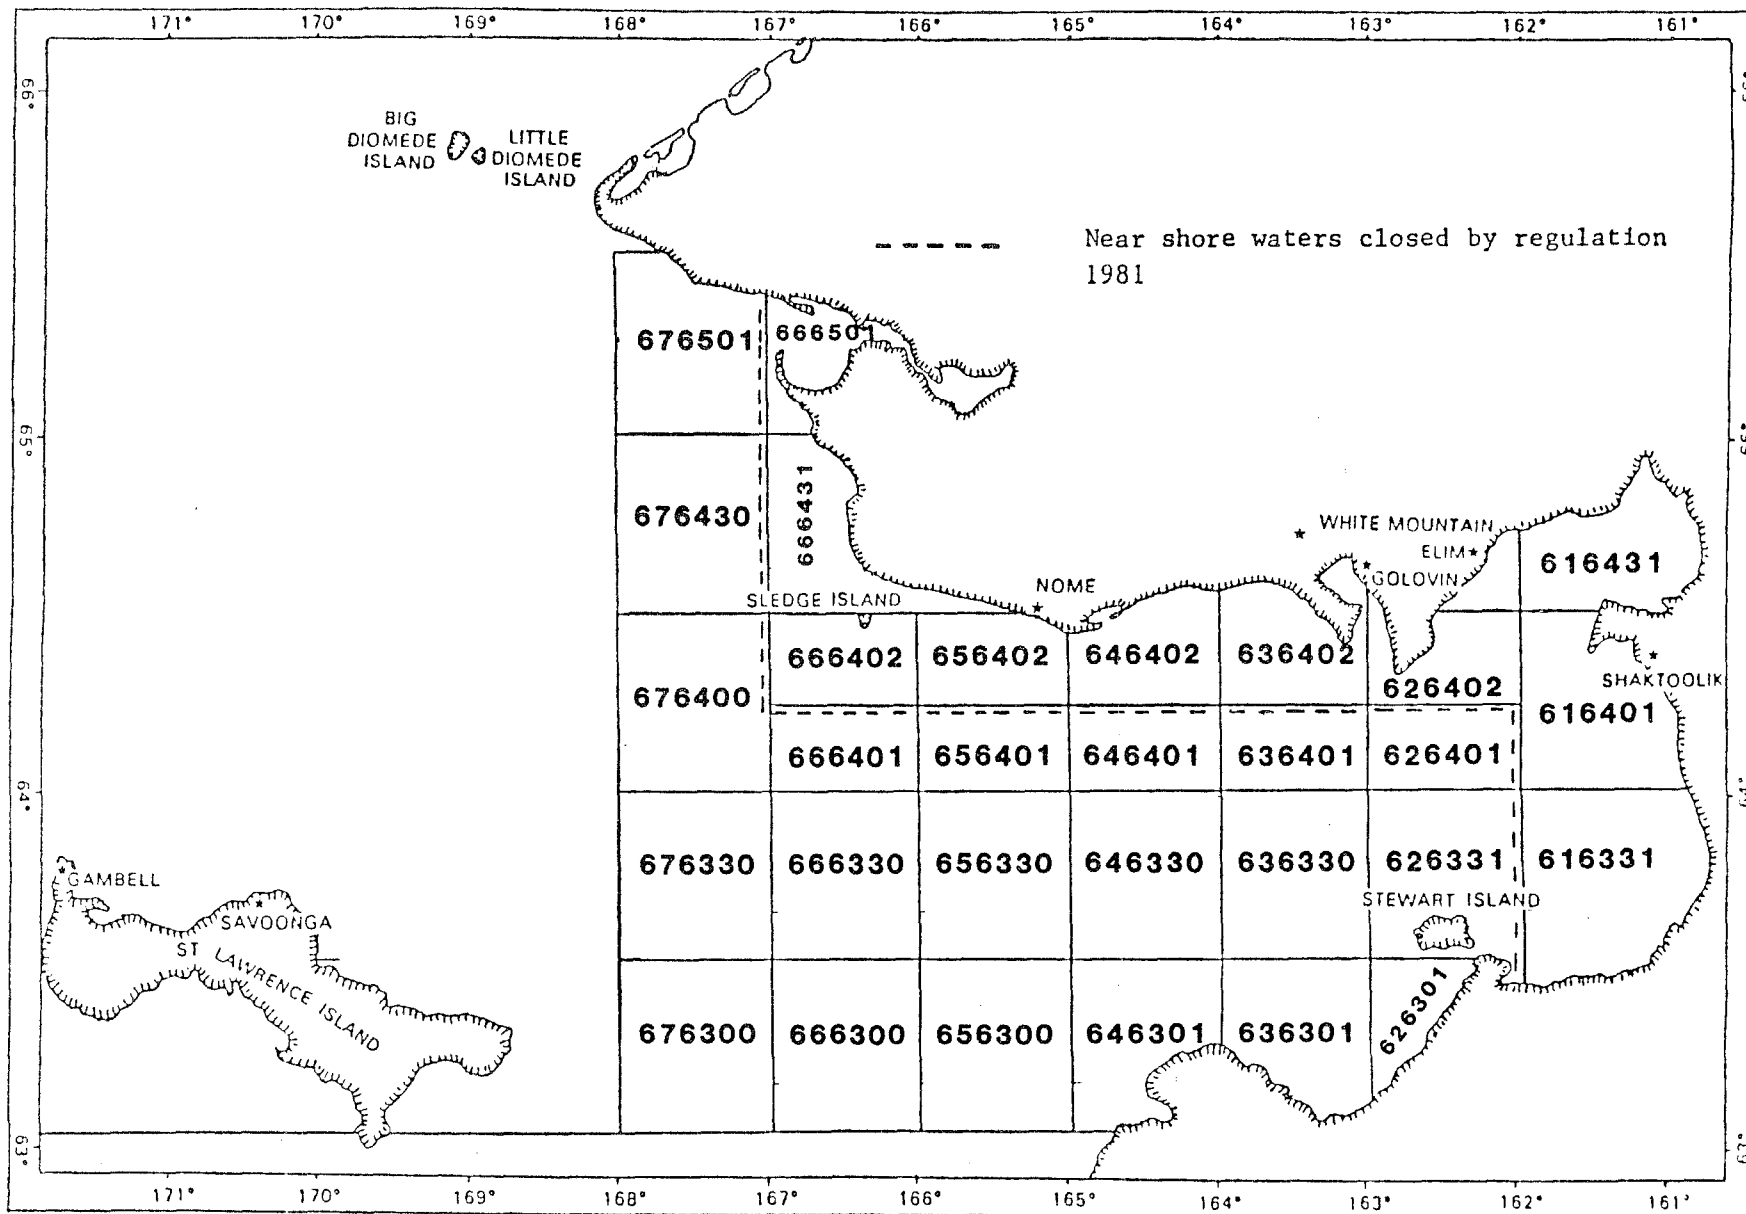 171° 170° 169° 168° 167° 166° 165° 164° 163° 162° 161°
66°
BIG
DIOMEDE
ISLAND
LITTLE
DIOMEDE
ISLAND
Near shore waters closed by regulation
1981
676501 666501
65°
676430 666431
WHITE MOUNTAIN
ELIM
GOLOVIN
616431
NOME
SLEDGE ISLAND
666402 656402 646402 636402 626402
SHAKTOOLIK
676400
616401
666401 656401 646401 636401 626401
64°
64°
676330 666330 656330 646330 636330 626331 616331
GAMBELL
SAVOONGA
ST LAWRENCE ISLAND
STEWART ISLAND
676300 666300 656300 646301 636301 626301
63°
171° 170° 169° 168° 167° 166° 165° 164° 163° 162° 161°